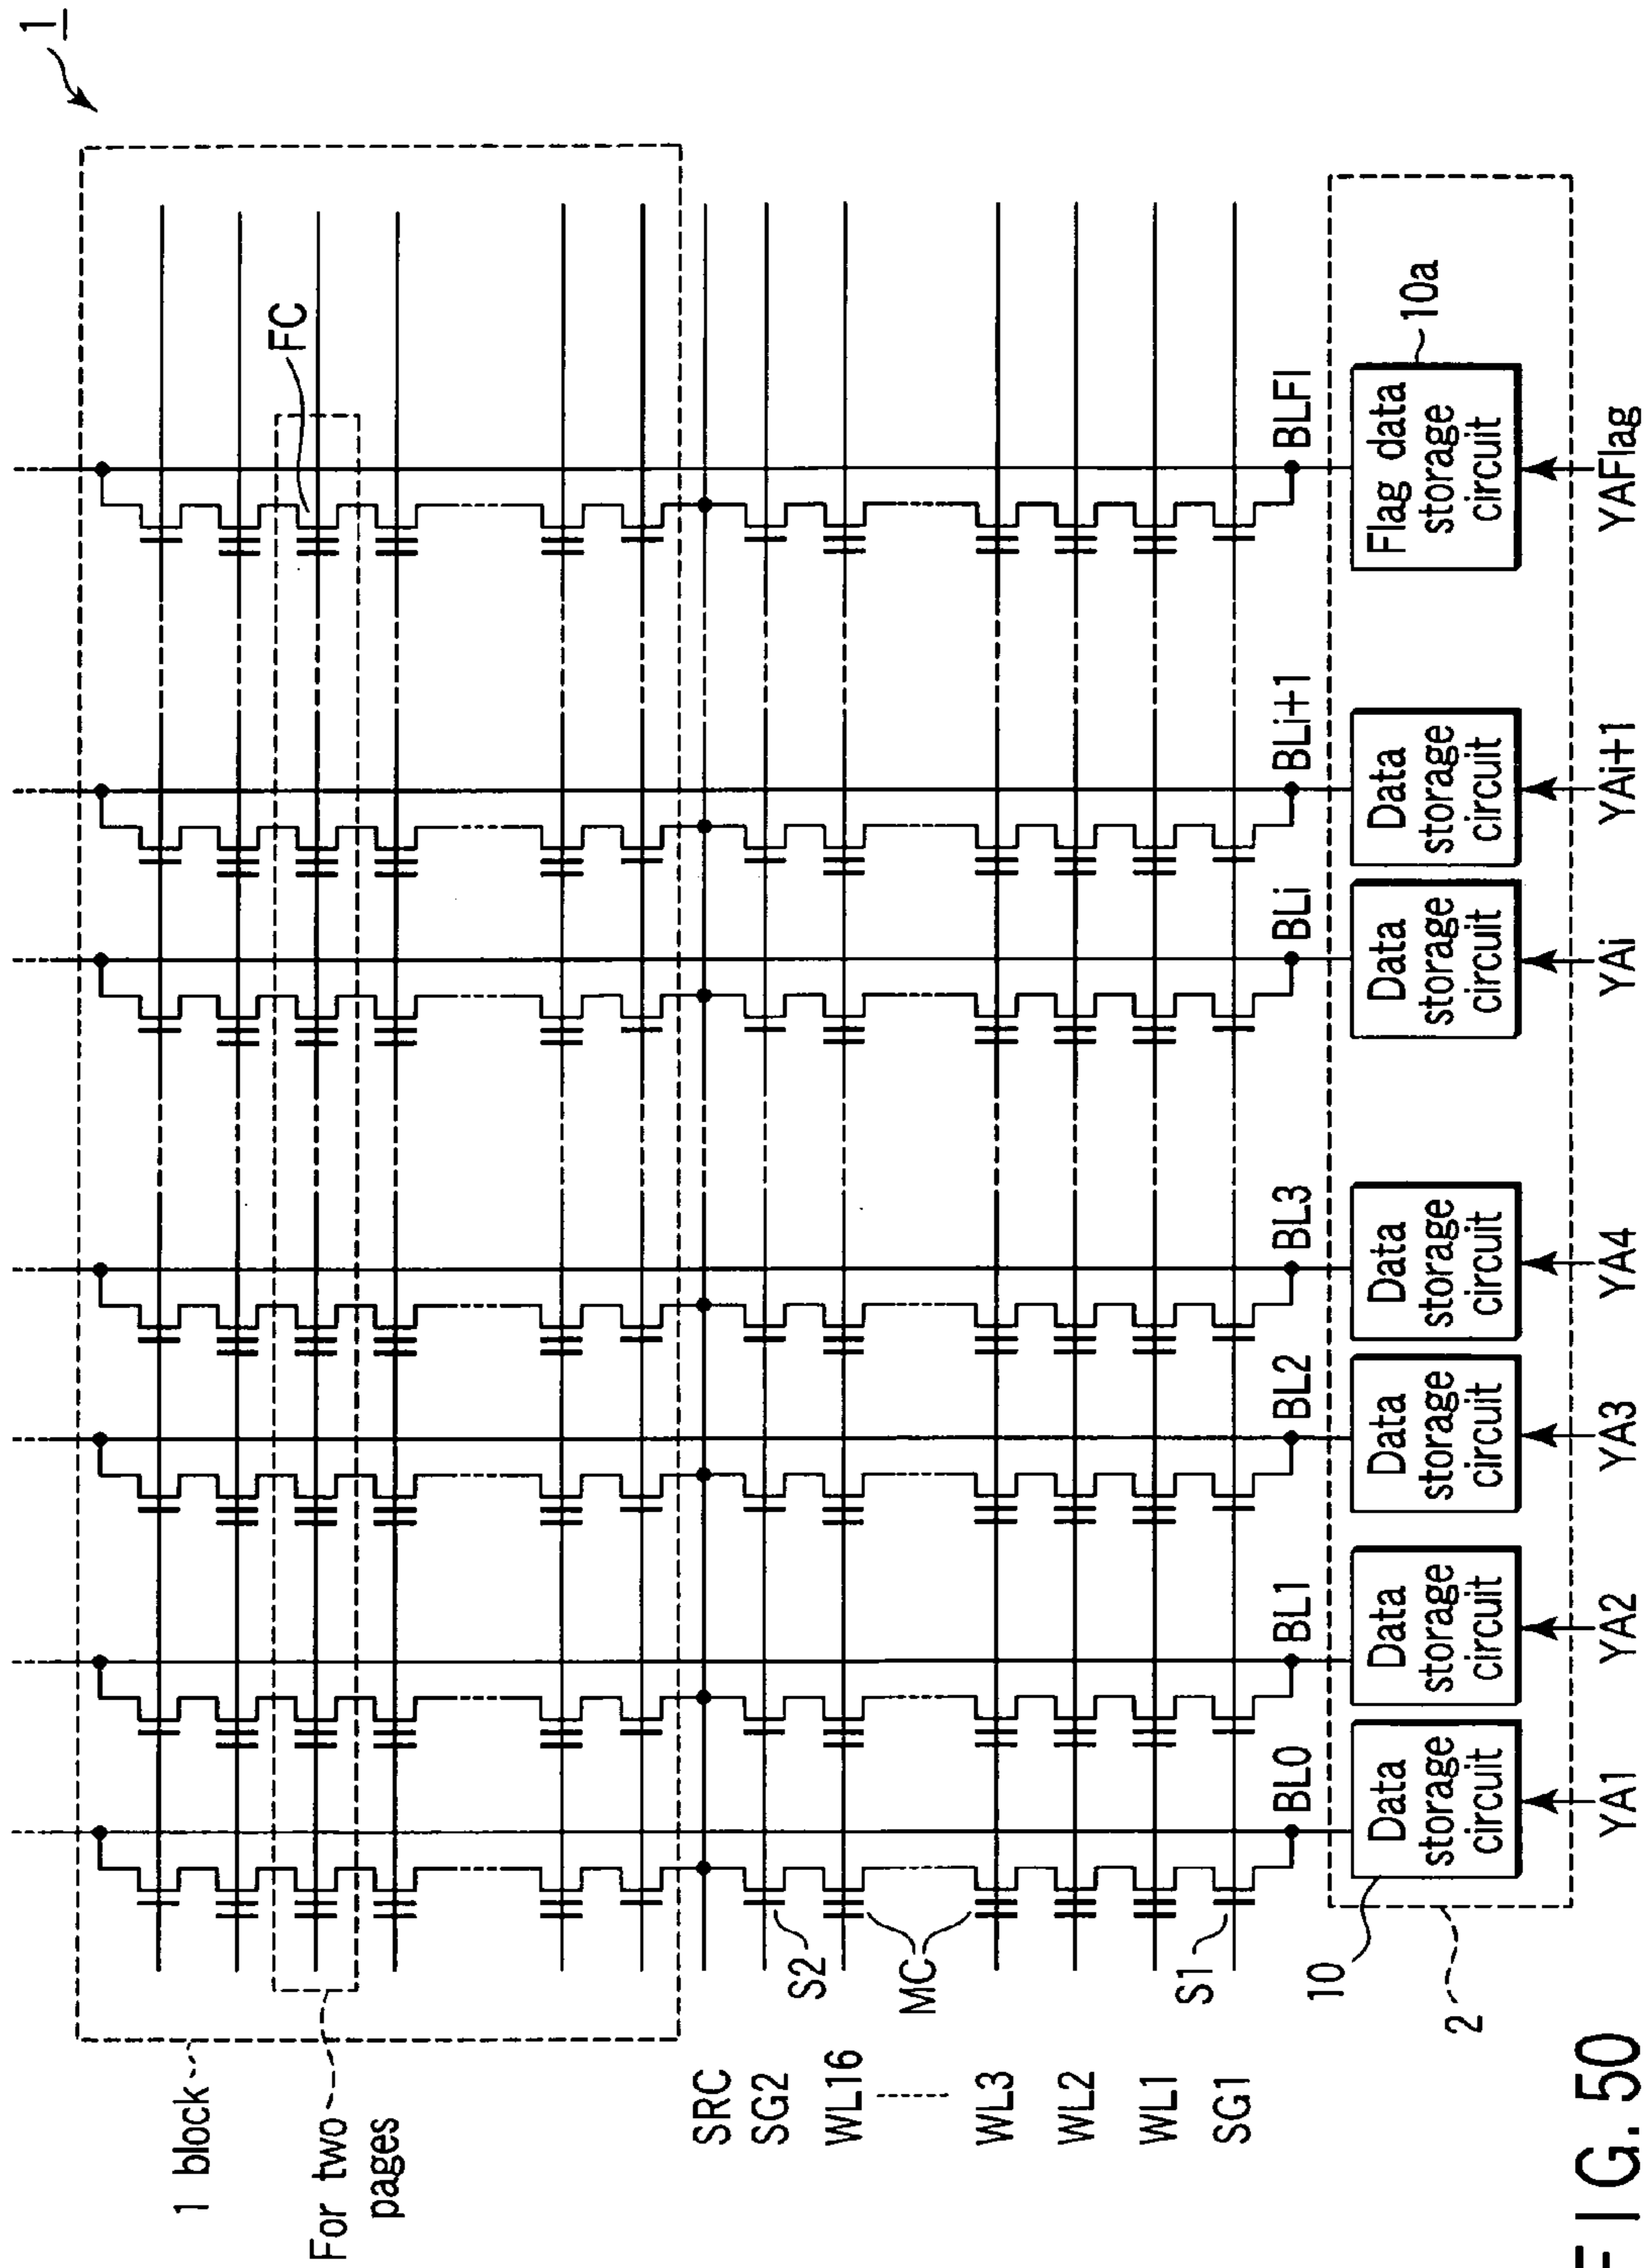 1
1 block
For two
pages
FC
SRC
SG2
WL16
WL3
WL2
WL1
SG1
S2
MC
S1
BL0
BL1
BL2
BL3
BLi
BLi+1
BLFI
10
Data
storage
circuit
Data
storage
circuit
Data
storage
circuit
Data
storage
circuit
Data
storage
circuit
Data
storage
circuit
Flag data
storage
circuit
10a
2
YA1
YA2
YA3
YA4
YAi
YAi+1
YAFlag
FIG. 50